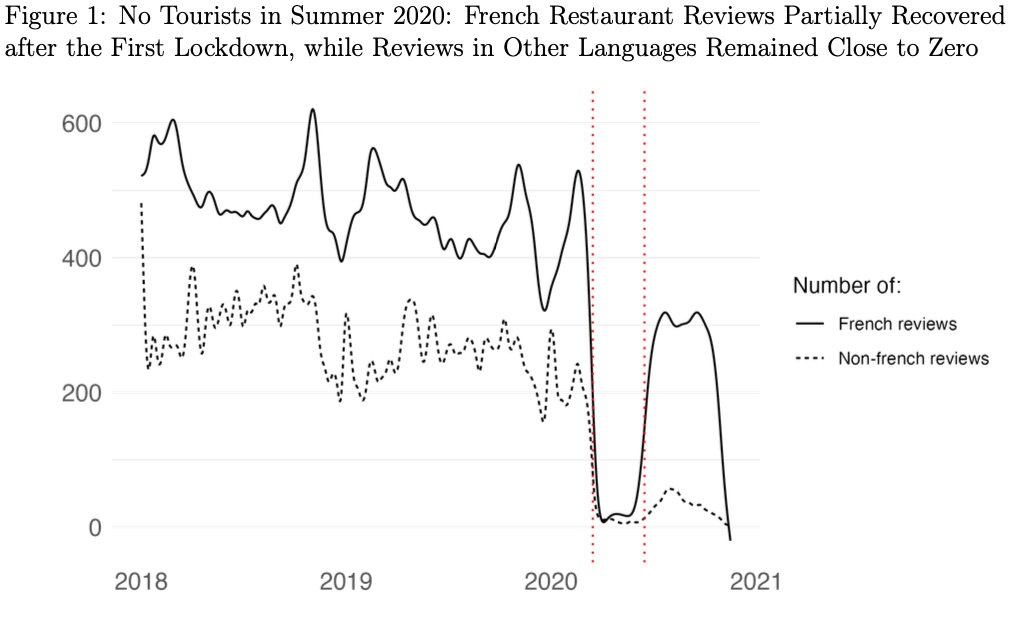 Figure 1: No Tourists in Summer 2020: French Restaurant Reviews Partially Recovered
after the First Lockdown, while Reviews in Other Languages Remained Close to Zero
600
400
200
0
2018
2019
2020
2021
Number of:
French reviews
Non-french reviews